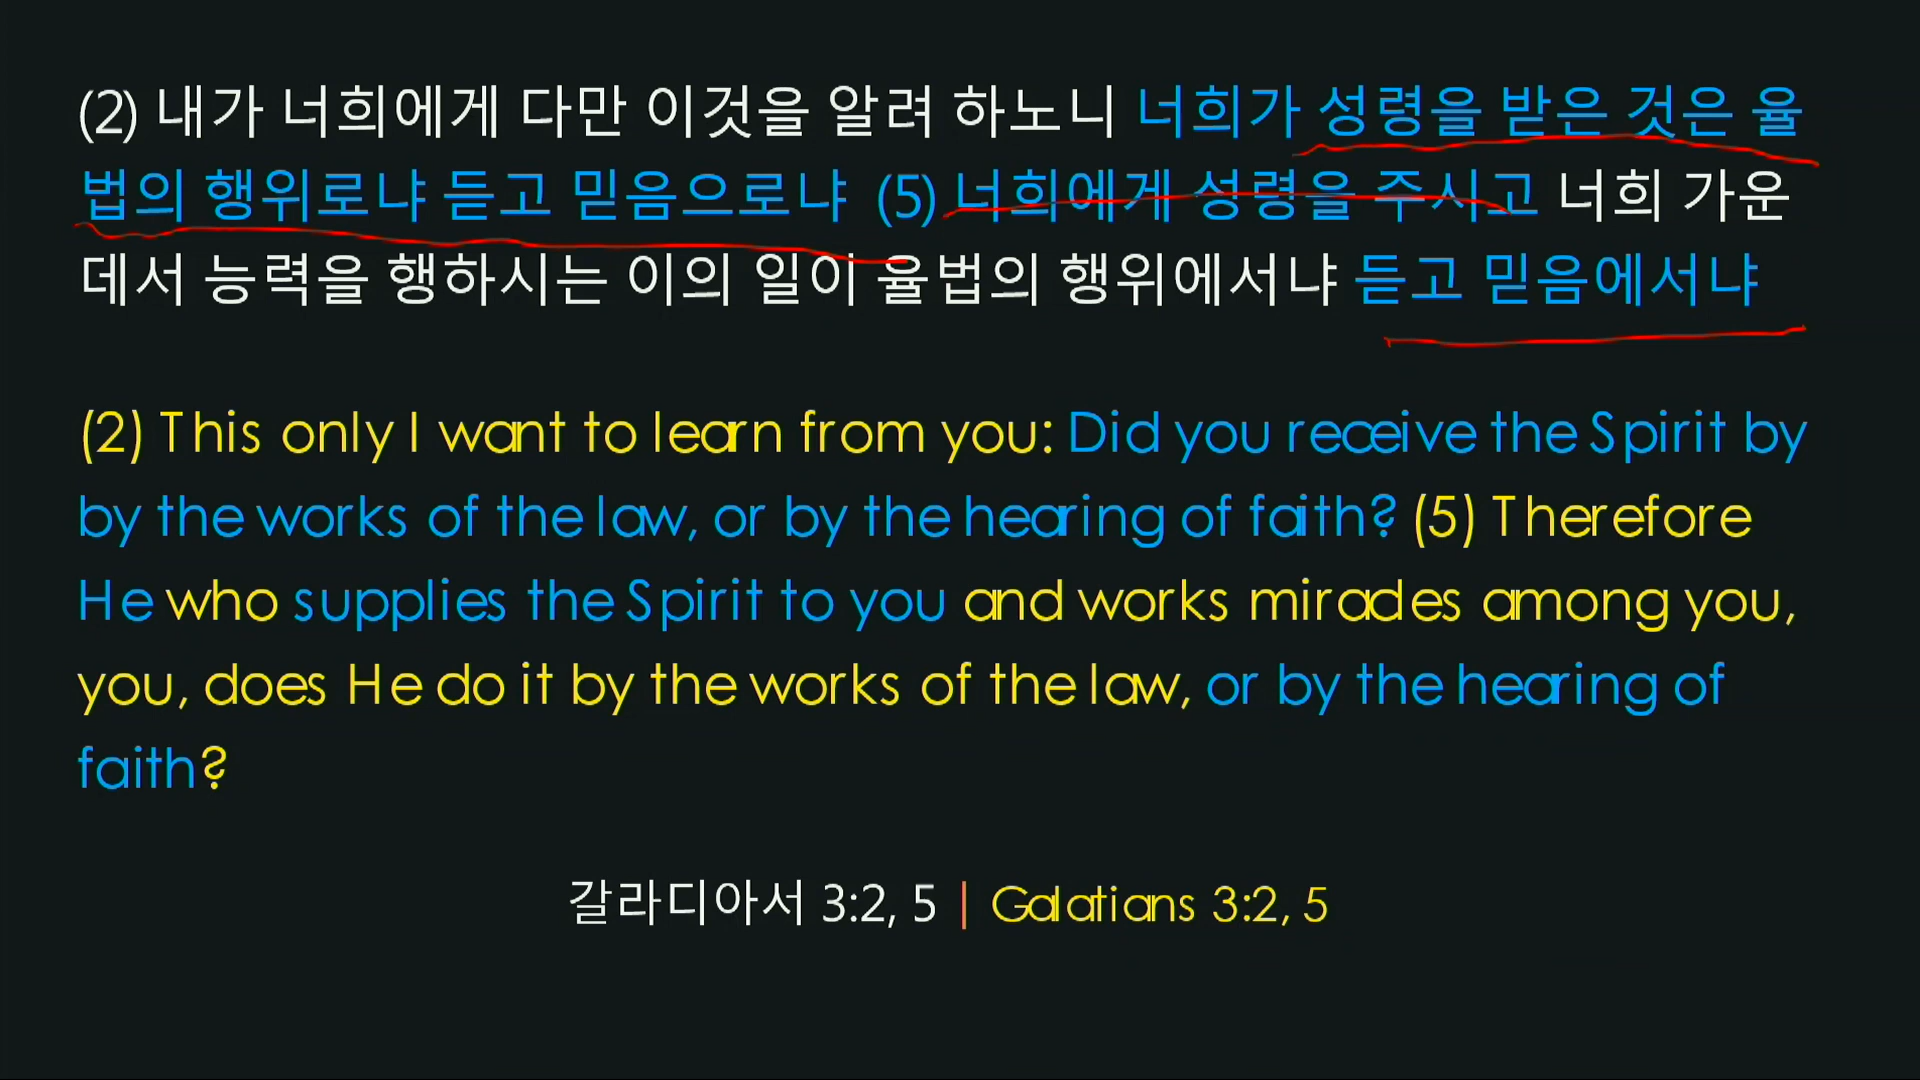 (2) 내가 너희에게 다만 이것을 알려 하노니 너희가 성령을 받은 것은 율
법의 행위로냐 듣고 믿음으로냐 (5) 너희에게 성령을 주시고 너희 가운
데서 능력을 행하시는 이의 일이 율법의 행위에서냐 듣고 믿음에서냐
(2) This only I want to learn from you: Did you receive the Spirit by
by the works of the law, or by the hearing of faith? (5) Therefore
He who supplies the Spirit to you and works miracles among you,
you, does He do it by the works of the law, or by the hearing of
faith?
갈라디아서 3:2, 5 | Galatians 3:2, 5